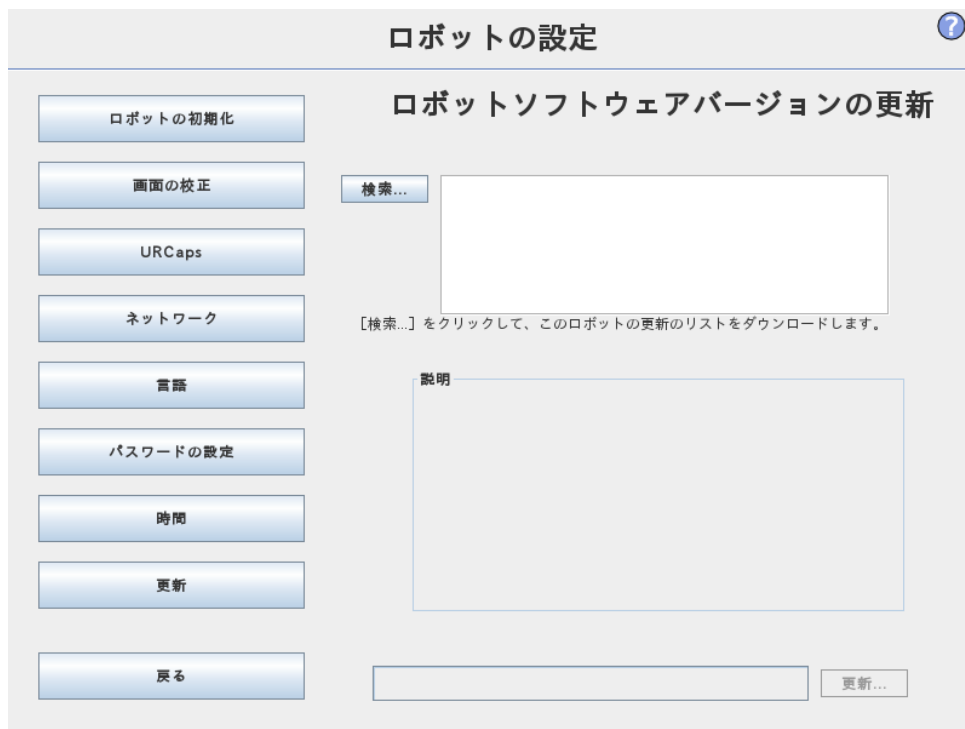 ロボットの設定
?
ロボットの初期化
画面の校正
URCaps
ネットワーク
言語
パスワードの設定
時間
更新
戻る
ロボットソフトウェアバージョンの更新
検索...
[検索...] をクリックして、このロボットの更新のリストをダウンロードします。
説明
更新...